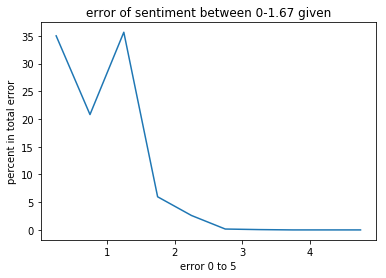 error of sentiment between 0-1.67 given
percent in total error
35
30
25
20
15
10
5
0
1 2 3 4
error 0 to 5